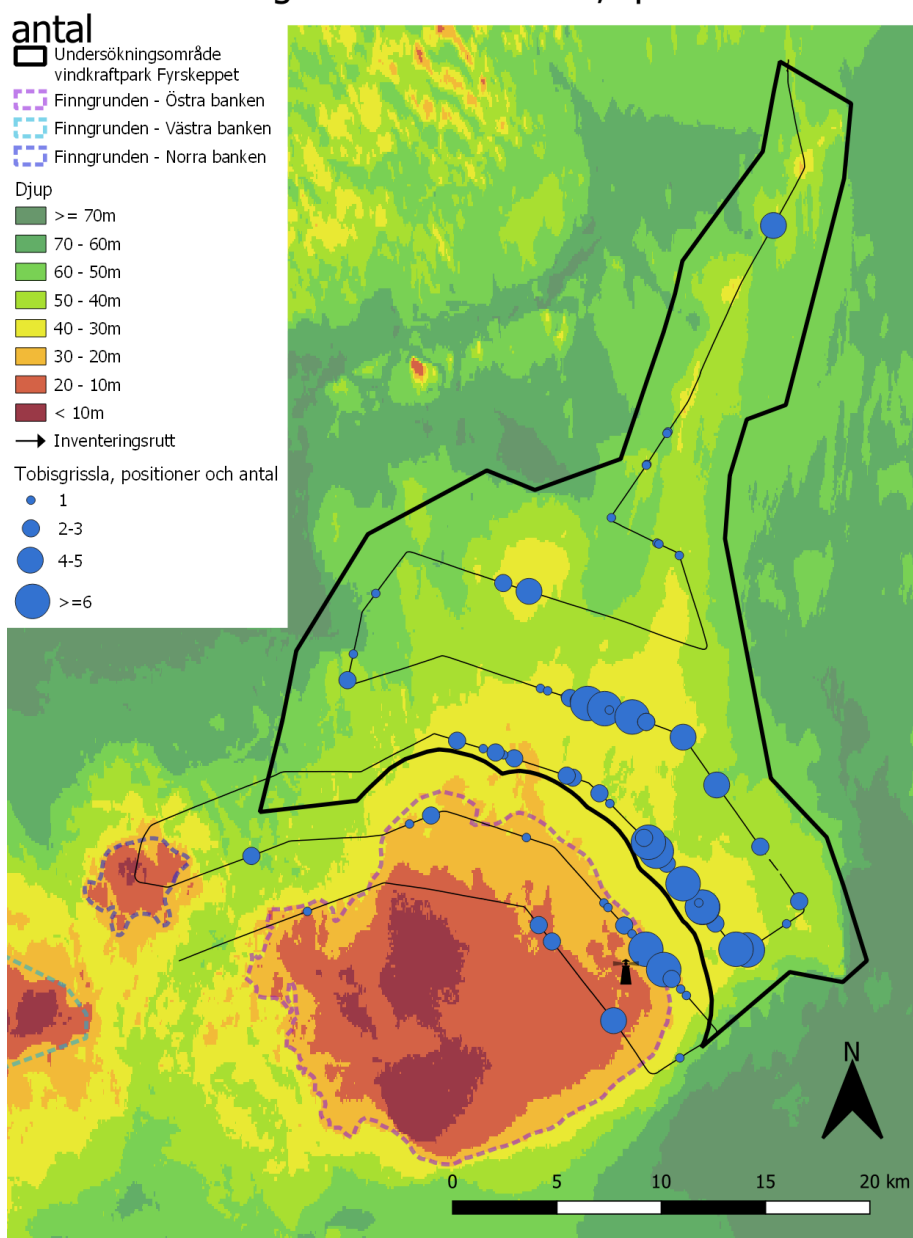 antal
Undersökningsområde
vindkraftpark Fyrskeppet
Finngrunden - Östra banken
Finngrunden - Västra banken
Finngrunden - Norra banken
Djup
>= 70m
70 - 60m
60 - 50m
50 - 40m
40 - 30m
30 - 20m
20 - 10m
< 10m
Inventeringsrutt
Tobisgrissla, positioner och antal
1
2-3
4-5
>=6
N
0 5 10 15 20 km